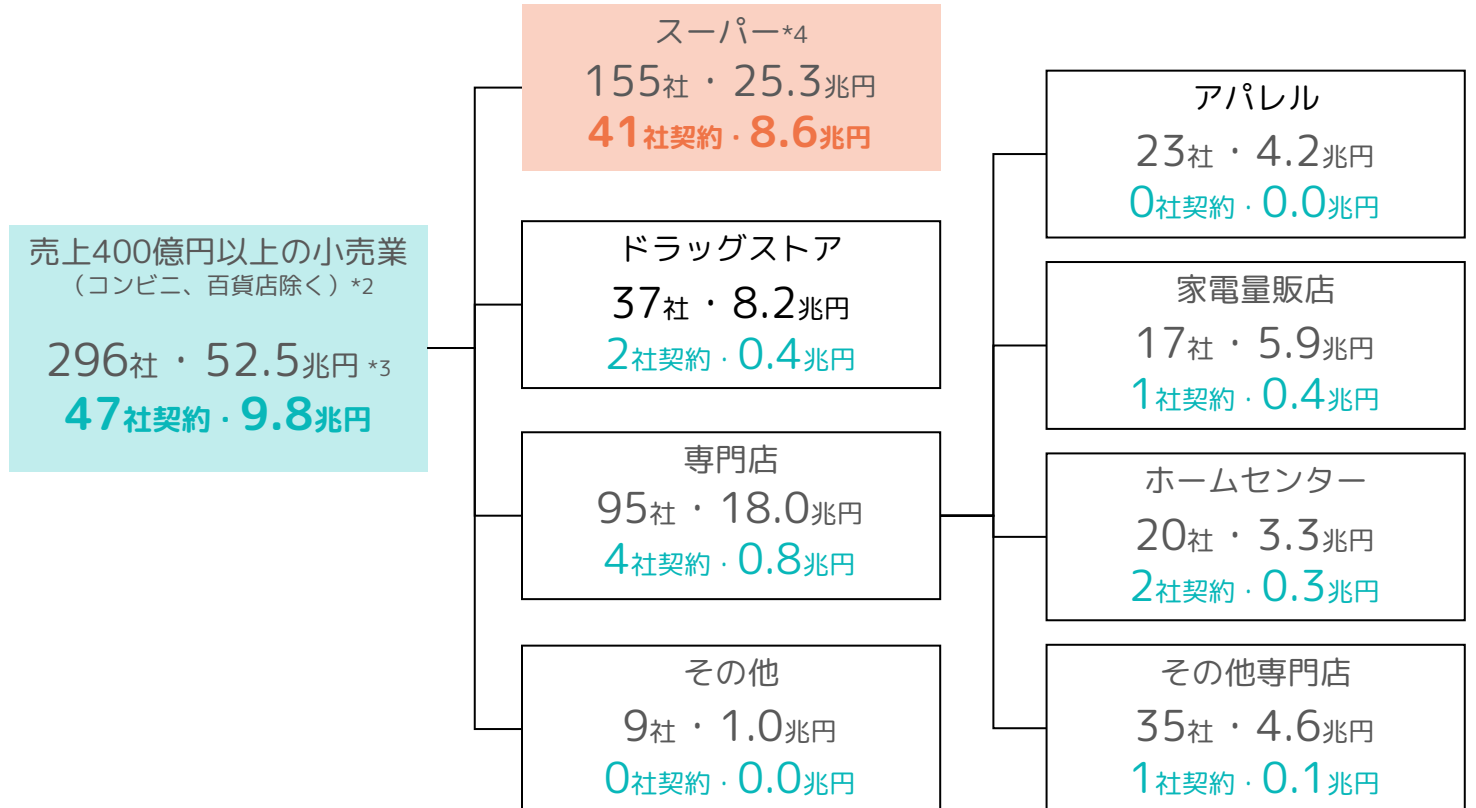 売上400億円以上の小売業
（コンビニ、百貨店除く）*2
296社・52.5兆円 *3
47社契約・9.8兆円
スーパー*4
155社・25.3兆円
41社契約・8.6兆円
ドラッグストア
37社・8.2兆円
2社契約・0.4兆円
専門店
95社・18.0兆円
4社契約・0.8兆円
その他
9社・1.0兆円
0社契約・0.0兆円
アパレル
23社・4.2兆円
0社契約・0.0兆円
家電量販店
17社・5.9兆円
1社契約・0.4兆円
ホームセンター
20社・3.3兆円
2社契約・0.3兆円
その他専門店
35社・4.6兆円
1社契約・0.1兆円